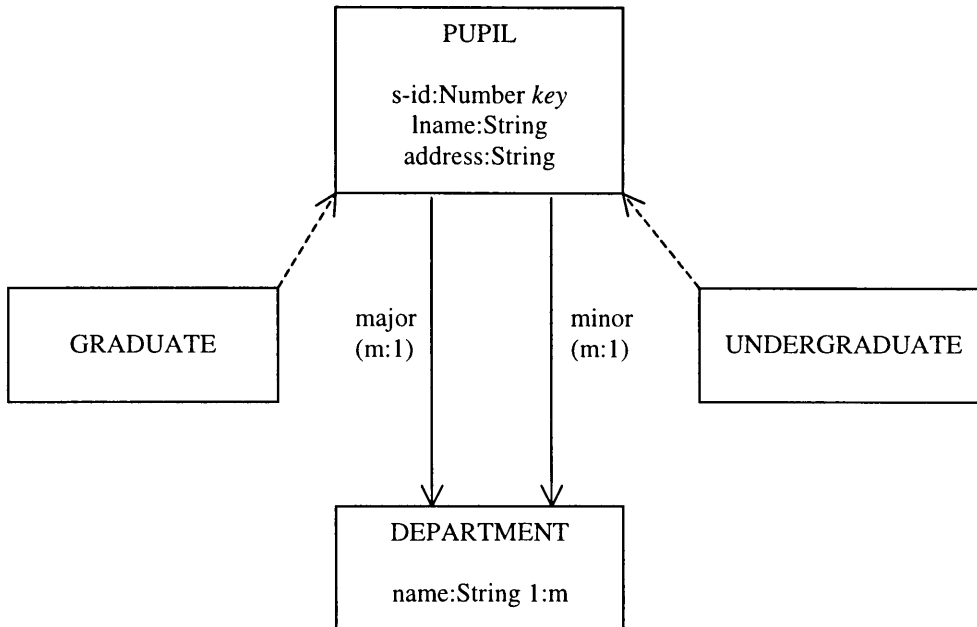 PUPIL
s-id:Number key
lname:String
address:String
GRADUATE
major
(m:1)
minor
(m:1)
UNDERGRADUATE
DEPARTMENT
name:String 1:m